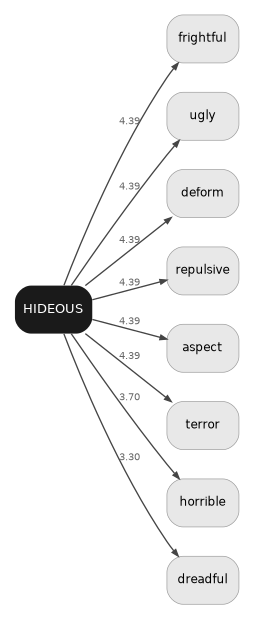 frightful
4.39
ugly
4.39
deform
4.39
repulsive
4.39
HIDEOUS
4.39
aspect
4.39
terror
3.70
horrible
3.30
dreadful